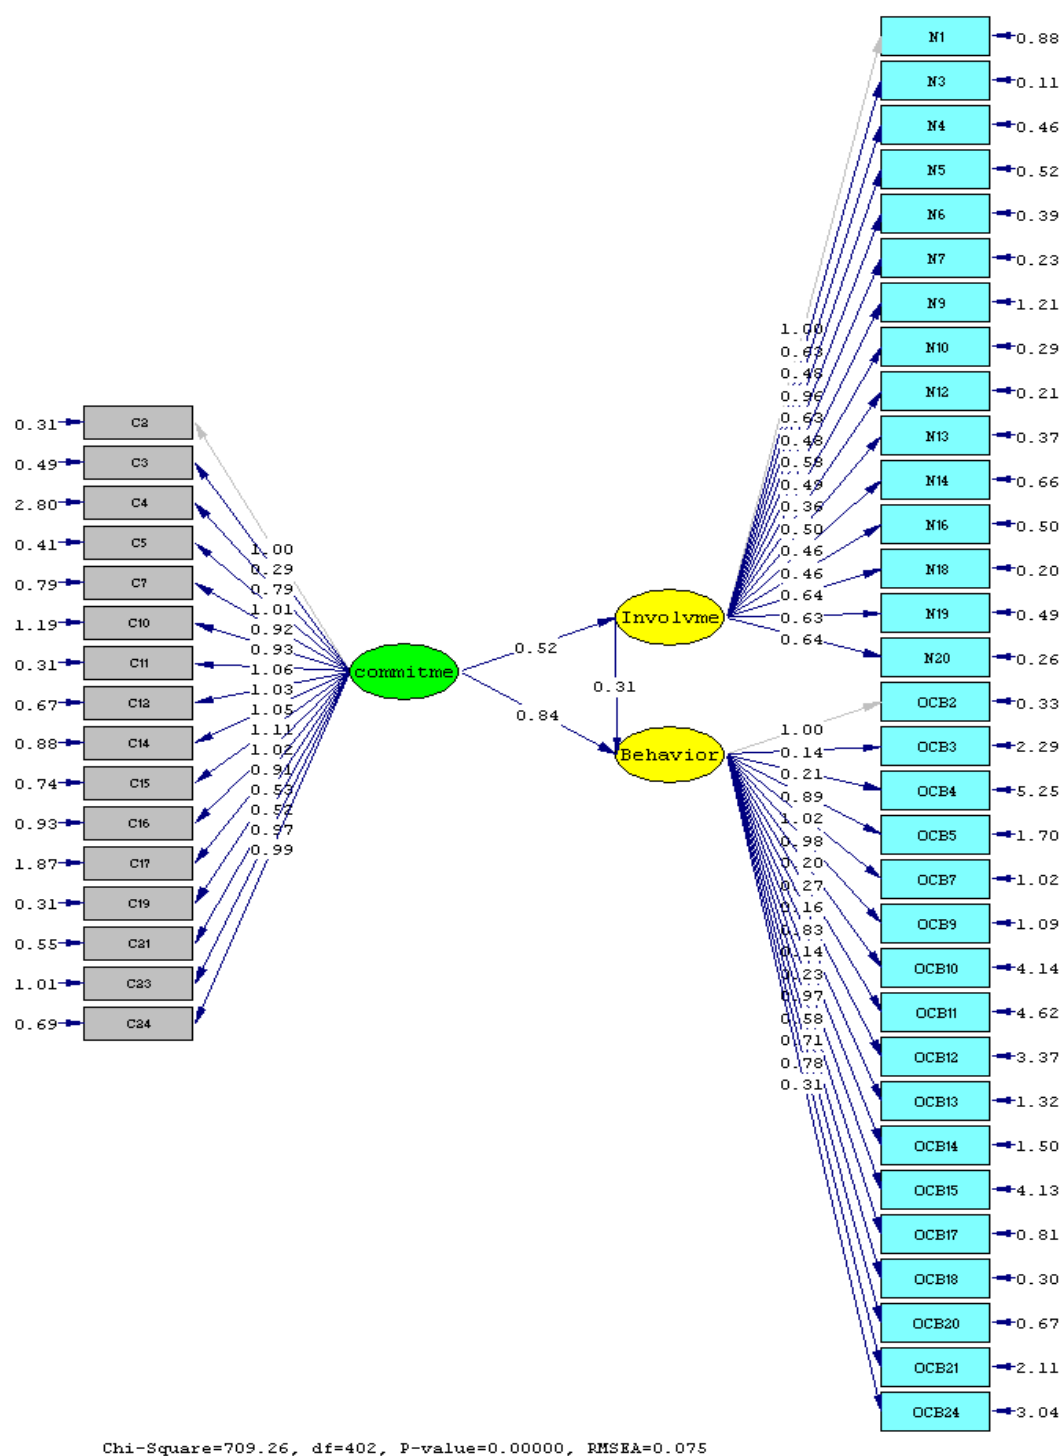 N1 0.88
N3 0.11
N4 0.46
N5 0.52
N6 0.39
N7 0.23
N9 1.21
N10 0.29
N12 0.21
N13 0.37
N14 0.66
N16 0.50
N18 0.20
N19 0.49
N20 0.26
OCB2 0.33
OCB3 2.29
OCB4 5.25
OCB5 1.70
OCB7 1.02
OCB9 1.09
OCB10 4.14
OCB11 4.62
OCB12 3.37
OCB13 1.32
OCB14 1.50
OCB15 4.13
OCB17 0.81
OCB18 0.30
OCB20 0.67
OCB21 2.11
OCB24 3.04
1.00
0.63
0.48
0.96
0.63
0.48
0.58
0.49
0.36
0.50
0.46
0.46
0.64
0.63
0.64
Involvme
0.52
0.31
0.84
commitme
Behavior
1.00
0.14
0.21
0.89
1.02
0.98
0.20
0.27
0.16
0.83
0.14
0.23
0.97
0.58
0.71
0.78
0.31
0.31 C2
0.49 C3
2.80 C4
0.41 C5
0.79 C7
1.19 C10
0.31 C11
0.67 C12
0.88 C14
0.74 C15
0.93 C16
1.87 C17
0.31 C19
0.55 C21
1.01 C23
0.69 C24
1.00
0.29
0.79
1.01
0.92
0.93
1.06
1.03
1.05
1.11
1.02
0.91
0.53
0.52
0.97
0.99
Chi-Square=709.26, df=402, P-value=0.00000, RMSEA=0.075